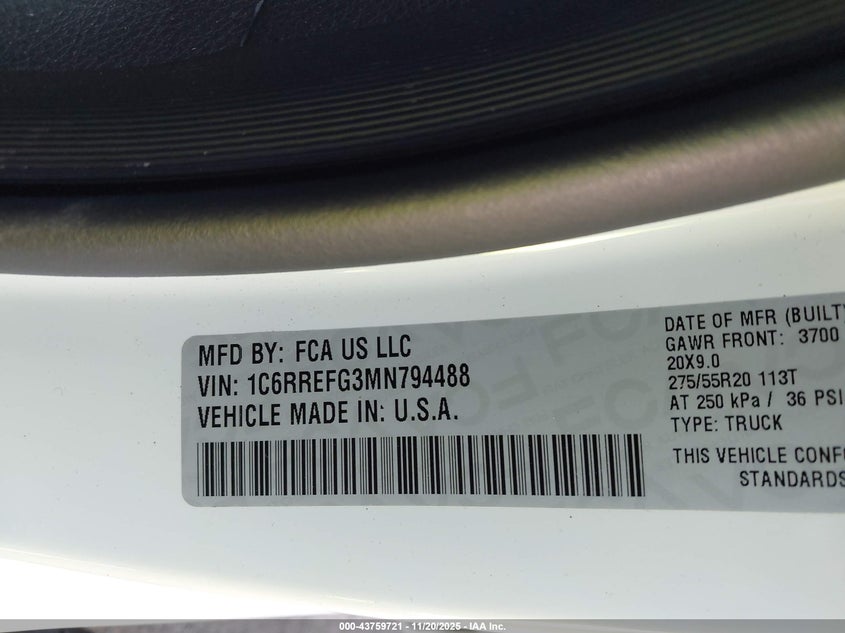 MFD BY: FCA US LLC
VIN: 1C6RREFG3MN794488
VEHICLE MADE IN: U.S.A.
DATE OF MFR (BUILT)
GAWR FRONT: 3700
20X9.0
275/55R20 113T
AT 250 kPa / 36 PSI
TYPE: TRUCK
THIS VEHICLE CONFO
STANDARDS
000-43759721 - 11/20/2025 - IAA Inc.